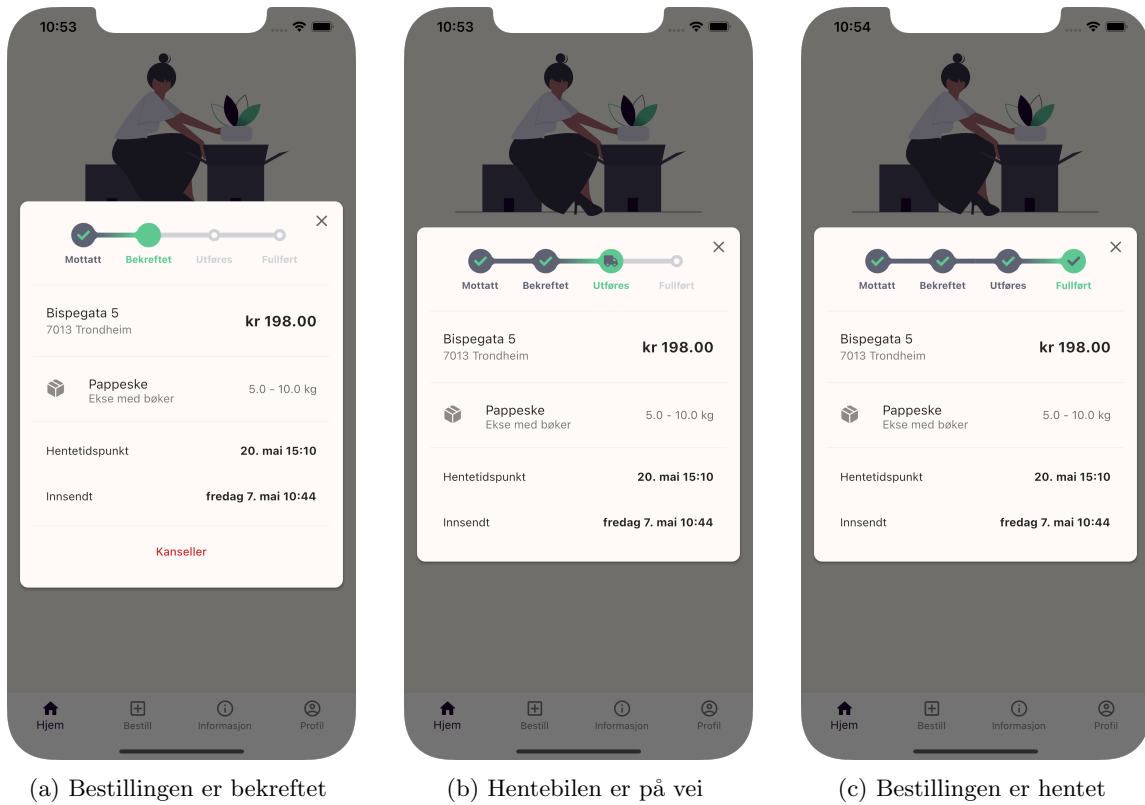 10:53
Mottatt Bekreftet Utføres Fullført
Bispegata 5
7013 Trondheim
kr 198.00
Pappeske
Ekse med bøker
5.0 - 10.0 kg
Hentetidspunkt 20. mai 15:10
Innsendt fredag 7. mai 10:44
Kanseller
Hjem Bestill Informasjon Profil
(a) Bestillingen er bekreftet
10:53
Mottatt Bekreftet Utføres Fullført
Bispegata 5
7013 Trondheim
kr 198.00
Pappeske
Ekse med bøker
5.0 - 10.0 kg
Hentetidspunkt 20. mai 15:10
Innsendt fredag 7. mai 10:44
Hjem Bestill Informasjon Profil
(b) Hentebilen er på vei
10:54
Mottatt Bekreftet Utføres Fullført
Bispegata 5
7013 Trondheim
kr 198.00
Pappeske
Ekse med bøker
5.0 - 10.0 kg
Hentetidspunkt 20. mai 15:10
Innsendt fredag 7. mai 10:44
Hjem Bestill Informasjon Profil
(c) Bestillingen er hentet